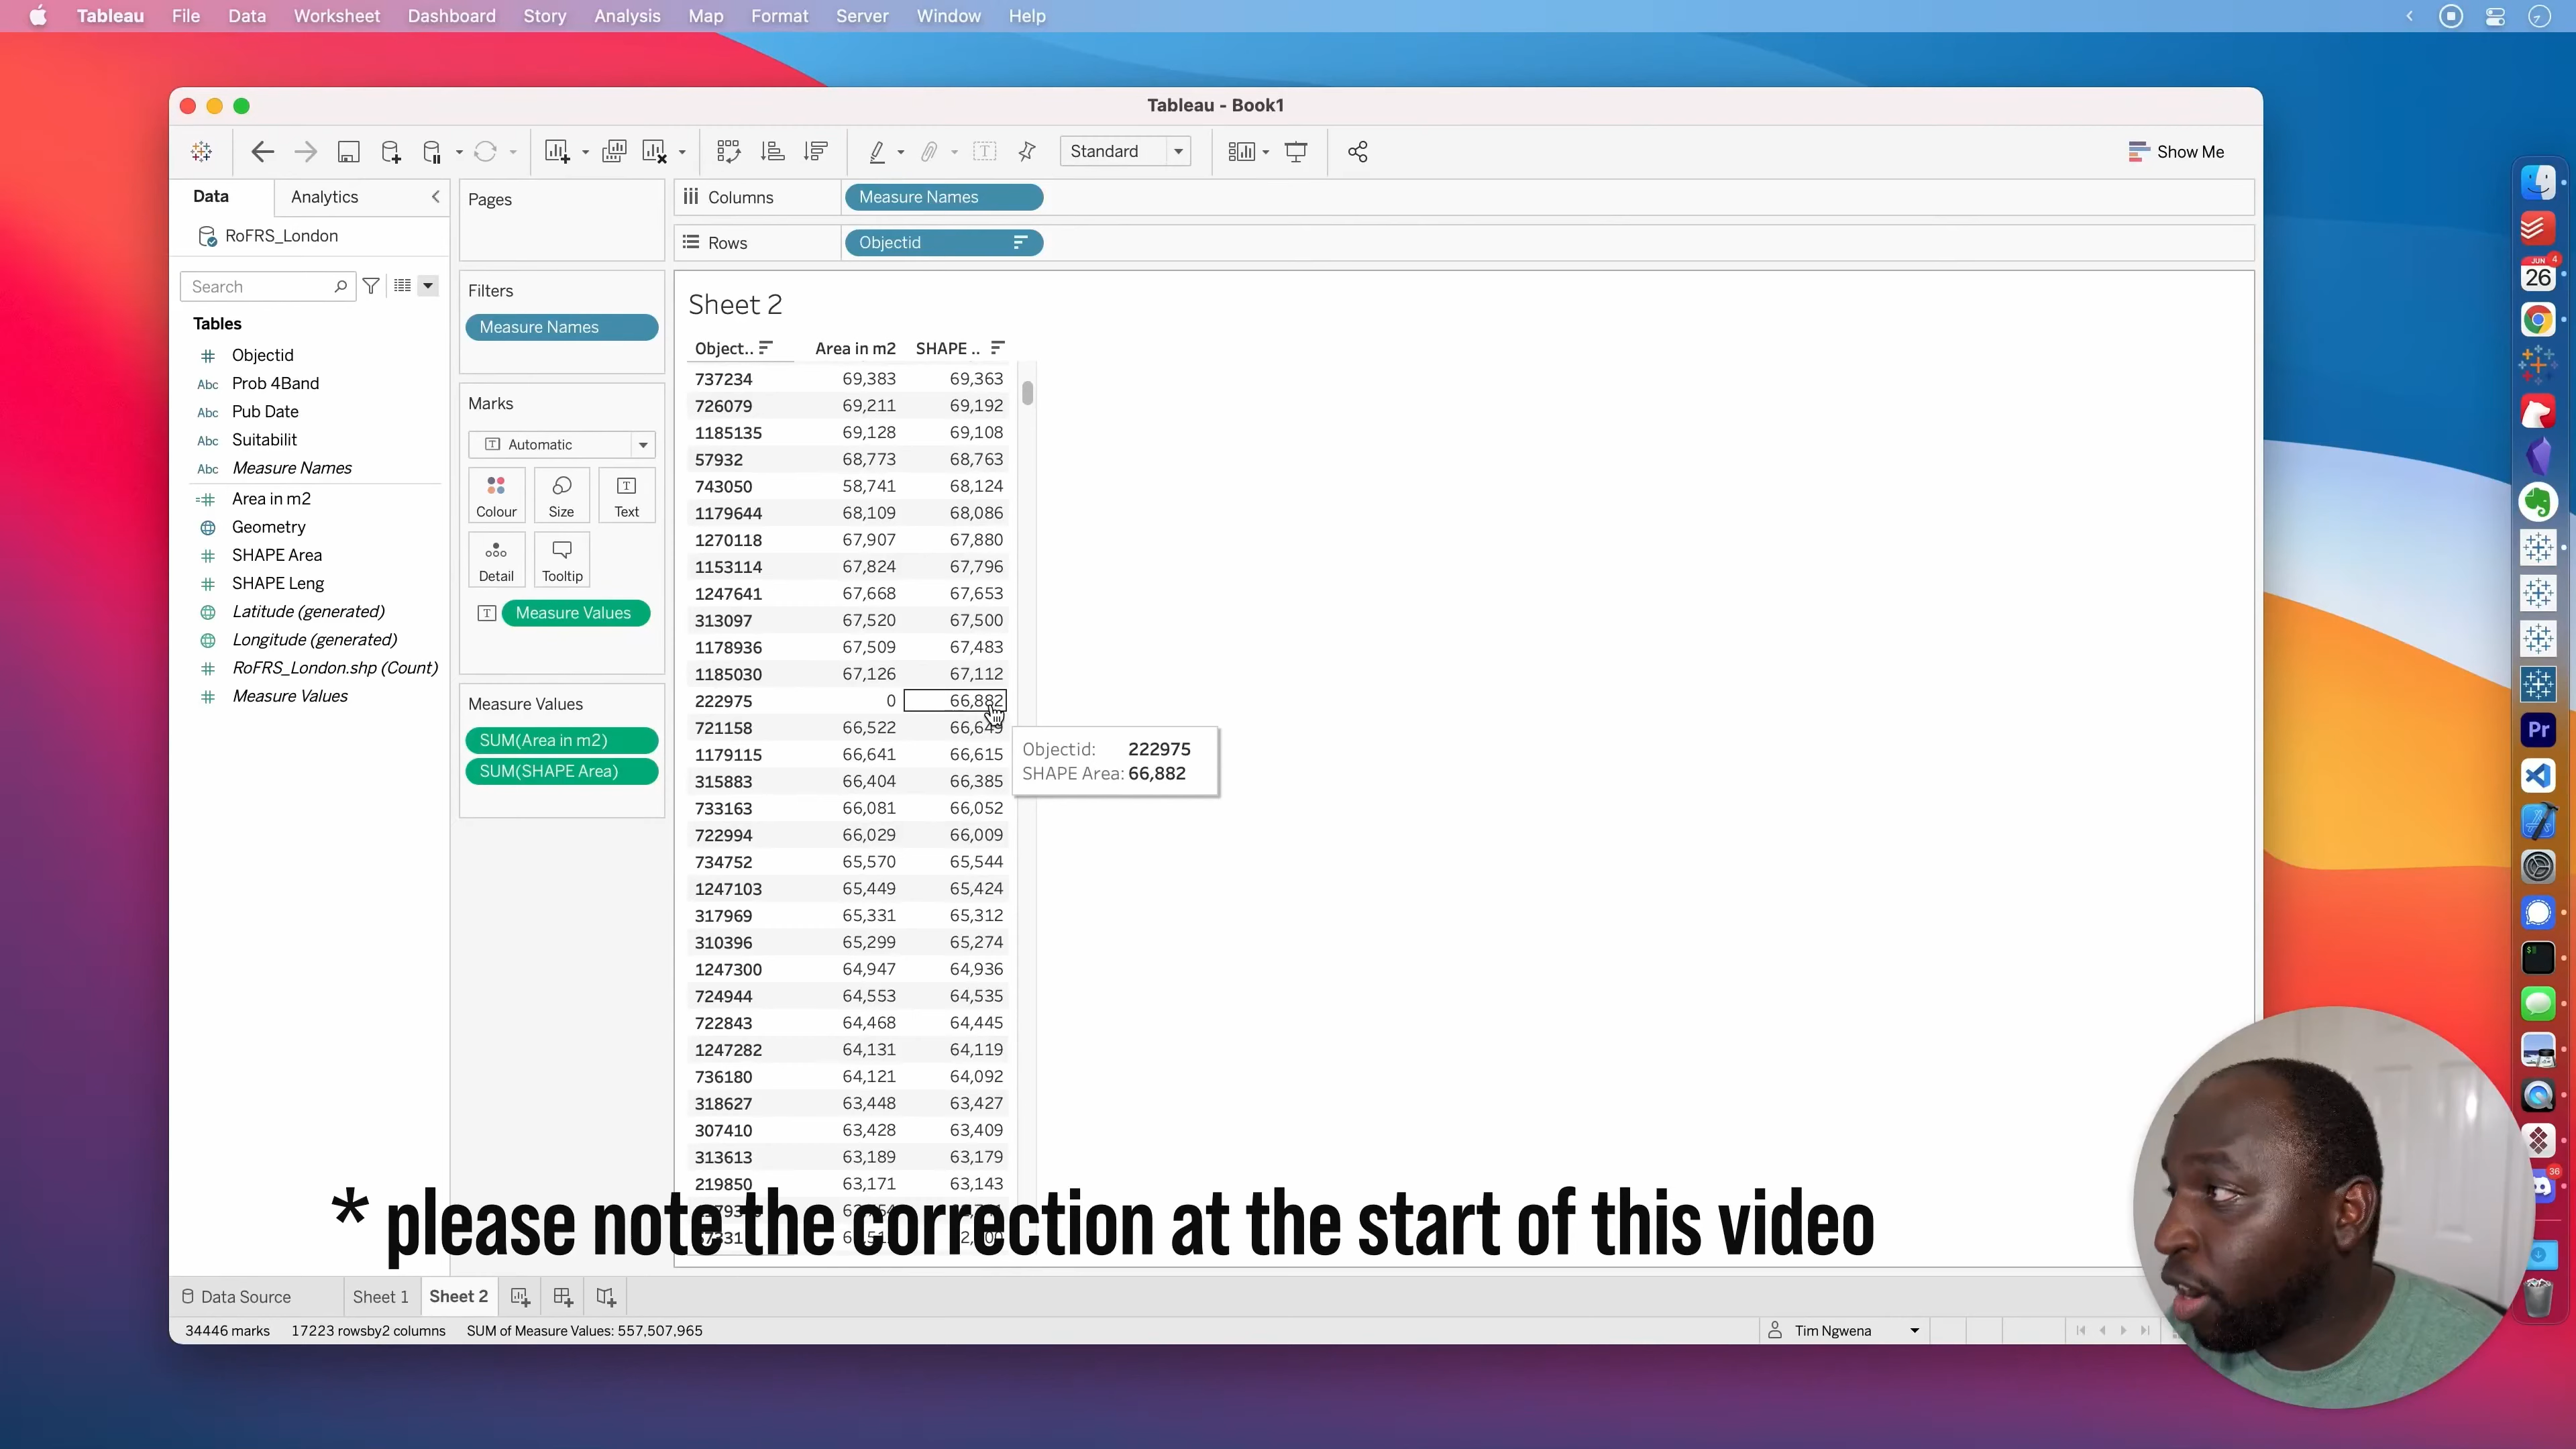 Tableau File Data Worksheet Dashboard Story Analysis Map Format Server Window Help
Tableau - Book1
Standard
Show Me
Data Analytics
RoFRS_London
Search
Tables
Objectid
Abc Prob 4Band
Abc Pub Date
Abc Suitabilit
Abc Measure Names
Area in m2
Geometry
SHAPE Area
SHAPE Leng
Latitude (generated)
Longitude (generated)
RoFRS_London.shp (Count)
Measure Values
Pages
Filters
Measure Names
Marks
Automatic
Colour Size Text
Detail Tooltip
Measure Values
Measure Values
SUM(Area in m2)
SUM(SHAPE Area)
Columns Measure Names
Rows Objectid
Sheet 2
Object.. Area in m2 SHAPE ..
737234 69,383 69,363
726079 69,211 69,192
1185135 69,128 69,108
57932 68,773 68,763
743050 58,741 68,124
1179644 68,109 68,086
1270118 67,907 67,880
1153114 67,824 67,796
1247641 67,668 67,653
313097 67,520 67,500
1178936 67,509 67,483
1185030 67,126 67,112
222975 0 66,882
721158 66,522 66,649
1179115 66,641 66,615
315883 66,404 66,385
733163 66,081 66,052
722994 66,029 66,009
734752 65,570 65,544
1247103 65,449 65,424
317969 65,331 65,312
310396 65,299 65,274
1247300 64,947 64,936
724944 64,553 64,535
722843 64,468 64,445
1247282 64,131 64,119
736180 64,121 64,092
318627 63,448 63,427
307410 63,428 63,409
313613 63,189 63,179
219850 63,171 63,143
Objectid: 222975
SHAPE Area: 66,882
* please note the correction at the start of this video
Data Source Sheet 1 Sheet 2
34446 marks 17223 rowsby2 columns SUM of Measure Values: 557,507,965
Tim Ngwena
JUN 4
26
Pr
36